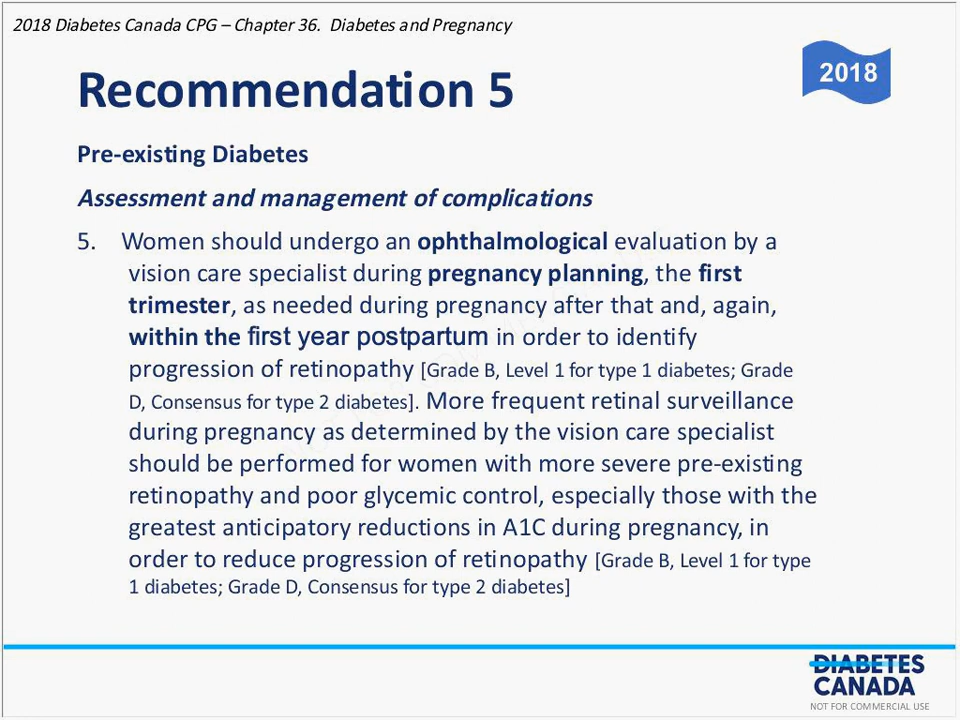 2018 Diabetes Canada CPG – Chapter 36. Diabetes and Pregnancy
Recommendation 5
2018
Pre-existing Diabetes
Assessment and management of complications
5. Women should undergo an ophthalmological evaluation by a
vision care specialist during pregnancy planning, the first
trimester, as needed during pregnancy after that and, again,
within the first year postpartum in order to identify
progression of retinopathy [Grade B, Level 1 for type 1 diabetes; Grade
D, Consensus for type 2 diabetes]. More frequent retinal surveillance
during pregnancy as determined by the vision care specialist
should be performed for women with more severe pre-existing
retinopathy and poor glycemic control, especially those with the
greatest anticipatory reductions in A1C during pregnancy, in
order to reduce progression of retinopathy [Grade B, Level 1 for type
1 diabetes; Grade D, Consensus for type 2 diabetes]
DIABETES
CANADA
NOT FOR COMMERCIAL USE